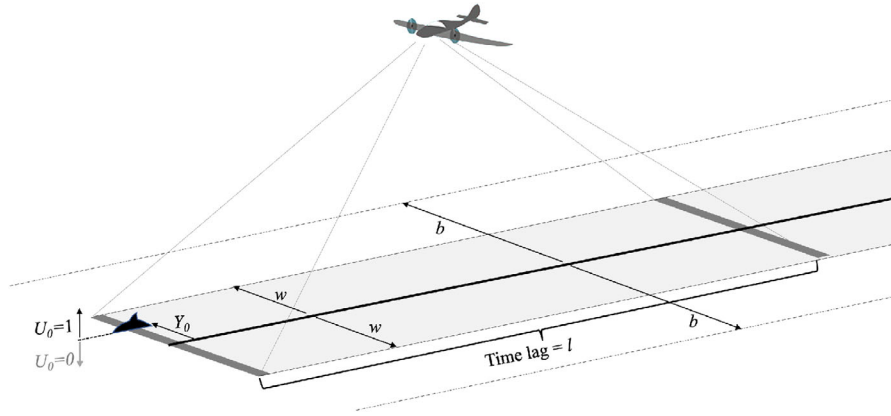 b
w
U₀=1
Y₀
w
U₀=0
b
Time lag = l